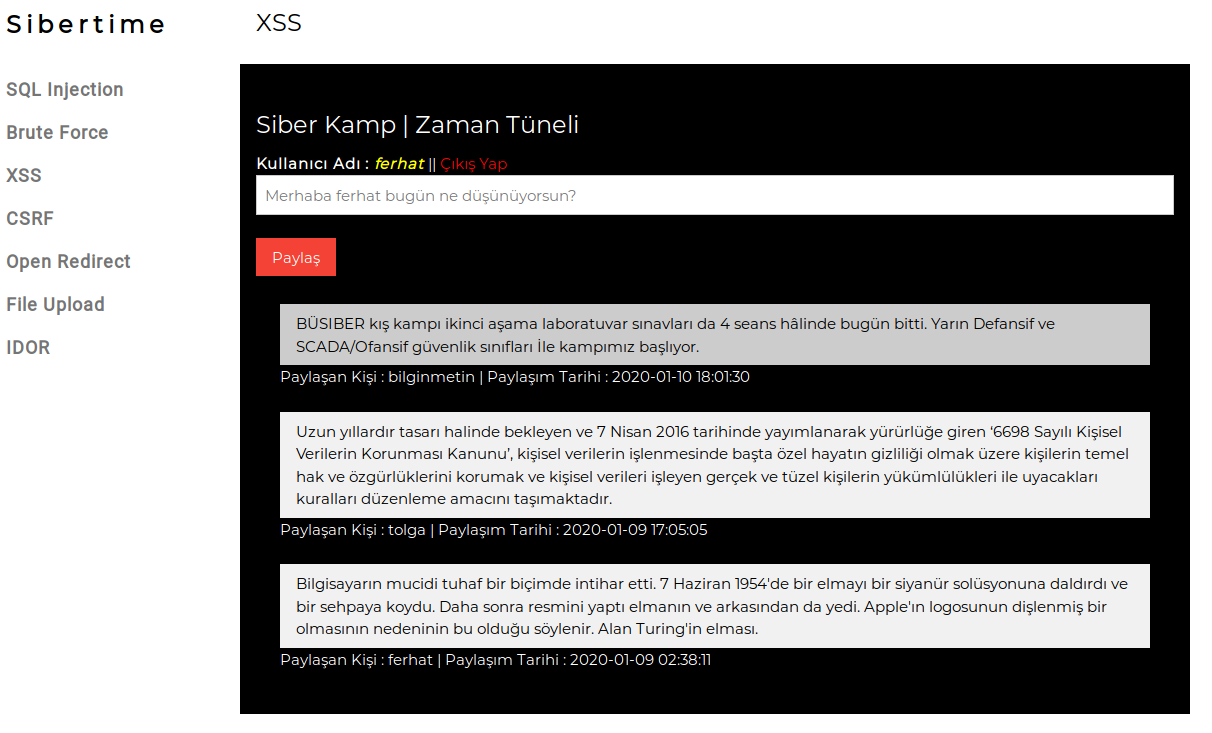 Sibertime
XSS
SQL Injection
Brute Force
XSS
CSRF
Open Redirect
File Upload
IDOR
Siber Kamp | Zaman Tüneli
Kullanıcı Adı : ferhat || Çıkış Yap
Merhaba ferhat bugün ne düşünüyorsun?
Paylaş
BÜSIBER kış kampı ikinci aşama laboratuvar sınavları da 4 seans hâlinde bugün bitti. Yarın Defansif ve
SCADA/Ofansif güvenlik sınıfları İle kampımız başlıyor.
Paylaşan Kişi : bilginmetin | Paylaşım Tarihi : 2020-01-10 18:01:30
Uzun yıllardır tasarı halinde bekleyen ve 7 Nisan 2016 tarihinde yayımlanarak yürürlüğe giren ‘6698 Sayılı Kişisel
Verilerin Korunması Kanunu’, kişisel verilerin işlenmesinde başta özel hayatın gizliliği olmak üzere kişilerin temel
hak ve özgürlüklerini korumak ve kişisel verileri işleyen gerçek ve tüzel kişilerin yükümlülükleri ile uyacakları
kuralları düzenleme amacını taşımaktadır.
Paylaşan Kişi : tolga | Paylaşım Tarihi : 2020-01-09 17:05:05
Bilgisayarın mucidi tuhaf bir biçimde intihar etti. 7 Haziran 1954'de bir elmayı bir siyanür solüsyonuna daldırdı ve
bir sehpaya koydu. Daha sonra resmini yaptı elmanın ve arkasından da yedi. Apple'ın logosunun dişlenmiş bir
olmasının nedeninin bu olduğu söylenir. Alan Turing'in elması.
Paylaşan Kişi : ferhat | Paylaşım Tarihi : 2020-01-09 02:38:11